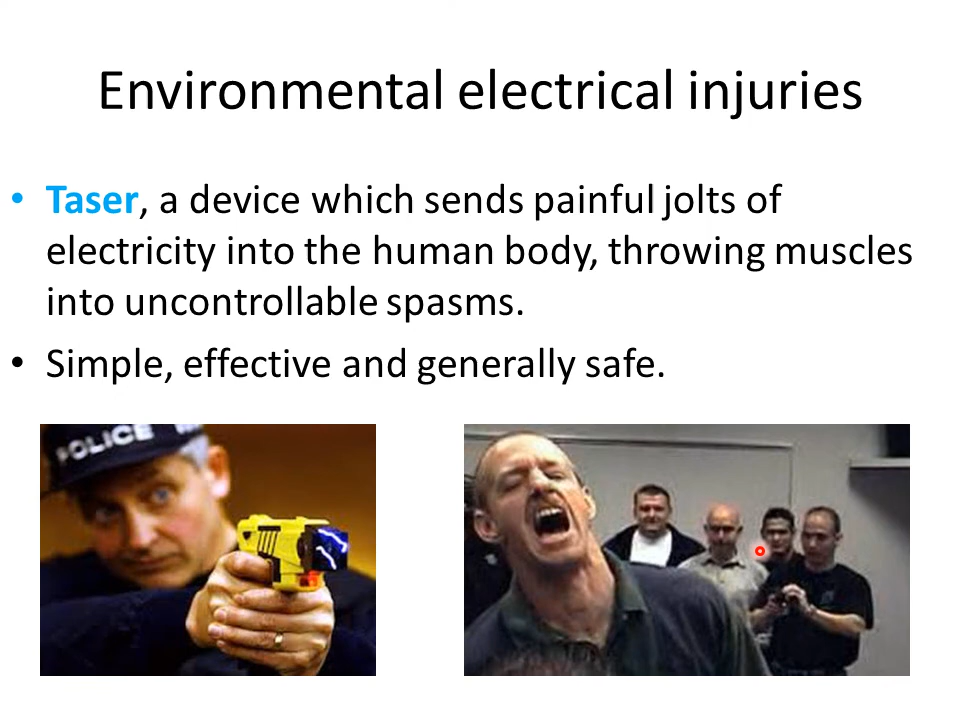 Environmental electrical injuries
• Taser, a device which sends painful jolts of
electricity into the human body, throwing muscles
into uncontrollable spasms.
• Simple, effective and generally safe.
POLICE